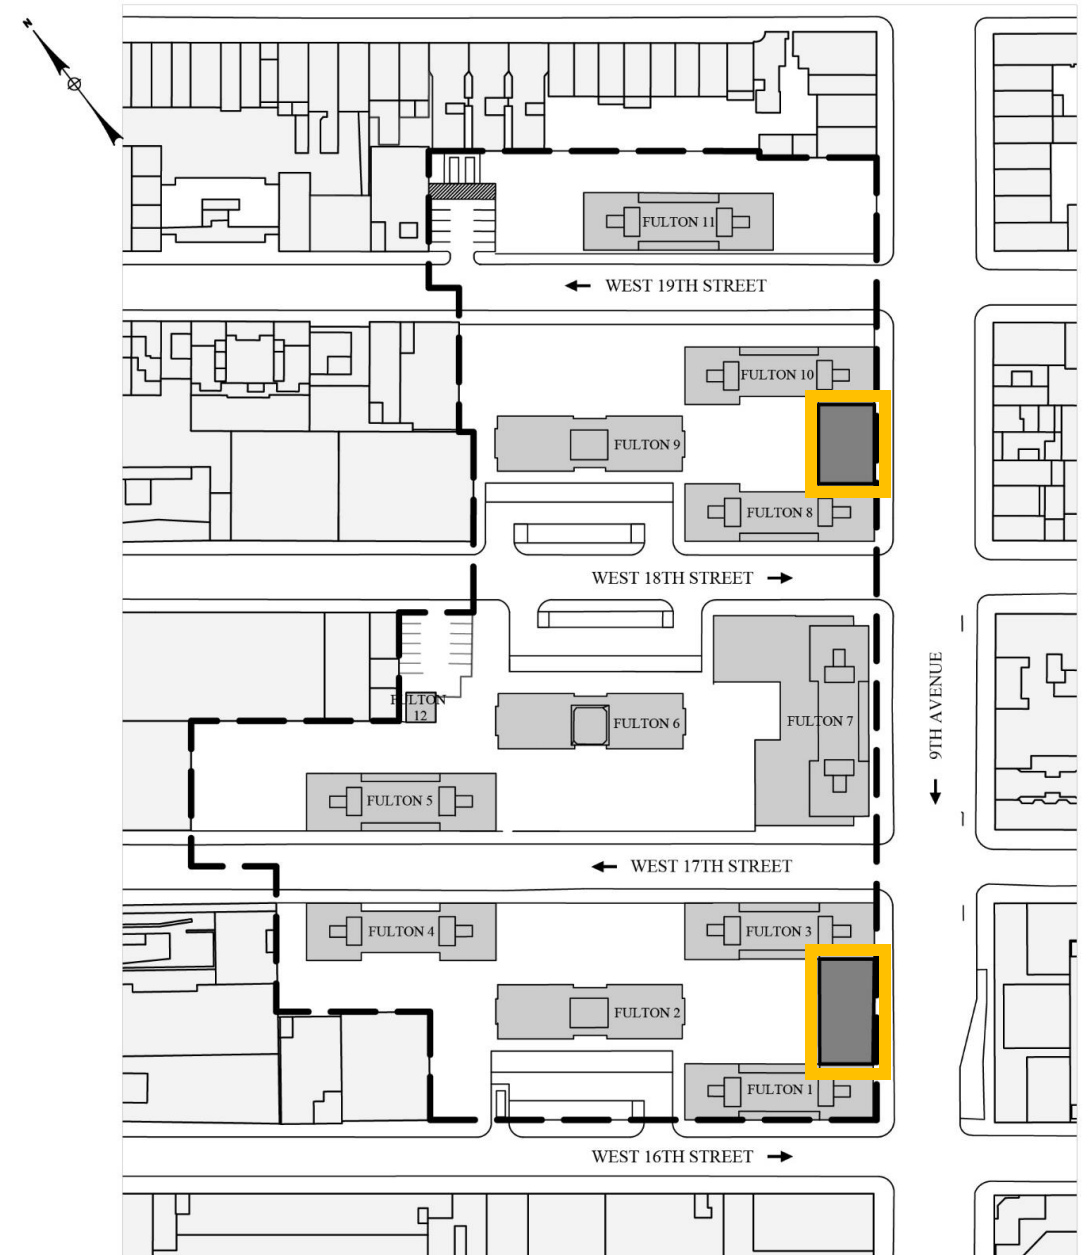 N
FULTON 11
WEST 19TH STREET
FULTON 10
FULTON 9
FULTON 8
WEST 18TH STREET
9TH AVENUE
FULTON
12
FULTON 6
FULTON 7
FULTON 5
WEST 17TH STREET
FULTON 4
FULTON 3
FULTON 2
FULTON 1
WEST 16TH STREET